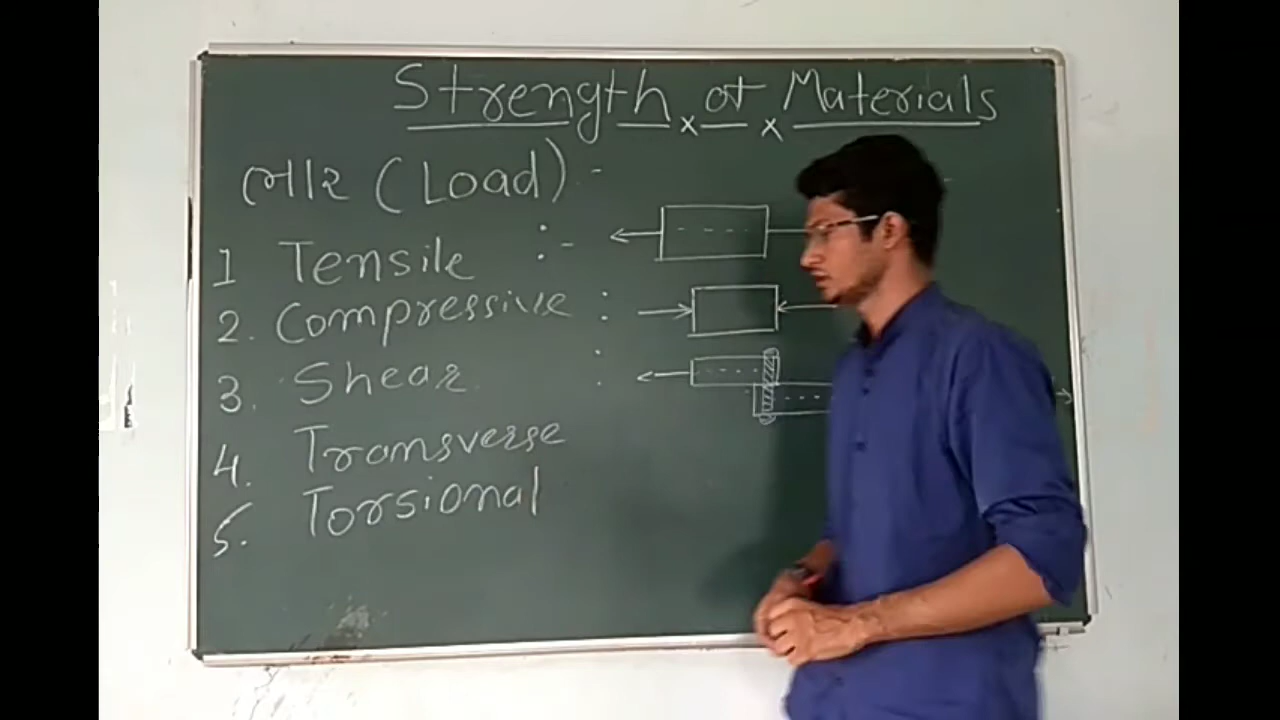 Strength of Materials
ભાર (Load) :-
1 Tensile :-
2. Compressive :
3. Shear :
4. Transverse
5. Torsional